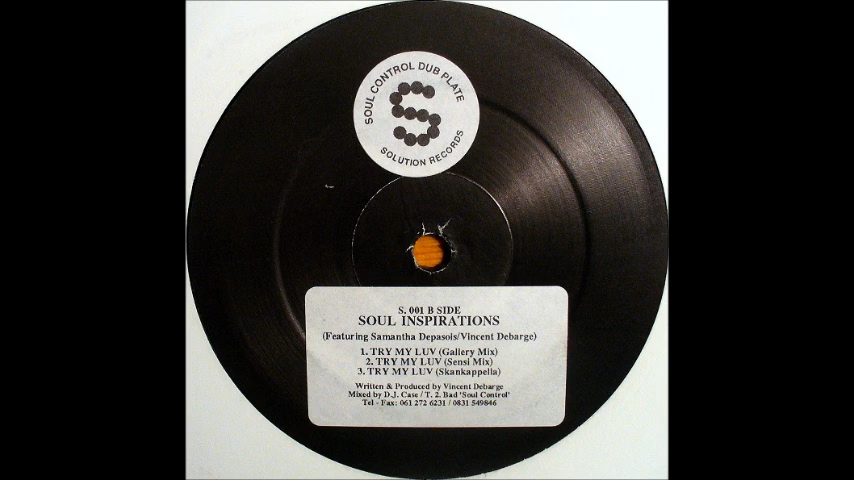 SOUL CONTROL DUB PLATE
SOLUTION RECORDS
S. 001 B SIDE
SOUL INSPIRATIONS
(Featuring Samantha Depasois/Vincent Debarge)
1. TRY MY LUV (Gallery Mix)
2. TRY MY LUV (Sensi Mix)
3. TRY MY LUV (Skankappella)
Written & Produced by Vincent Debarge
Mixed by D.J. Case / T. 2. Bad 'Soul Control'
Tel - Fax: 061 272 6231 / 0831 549846